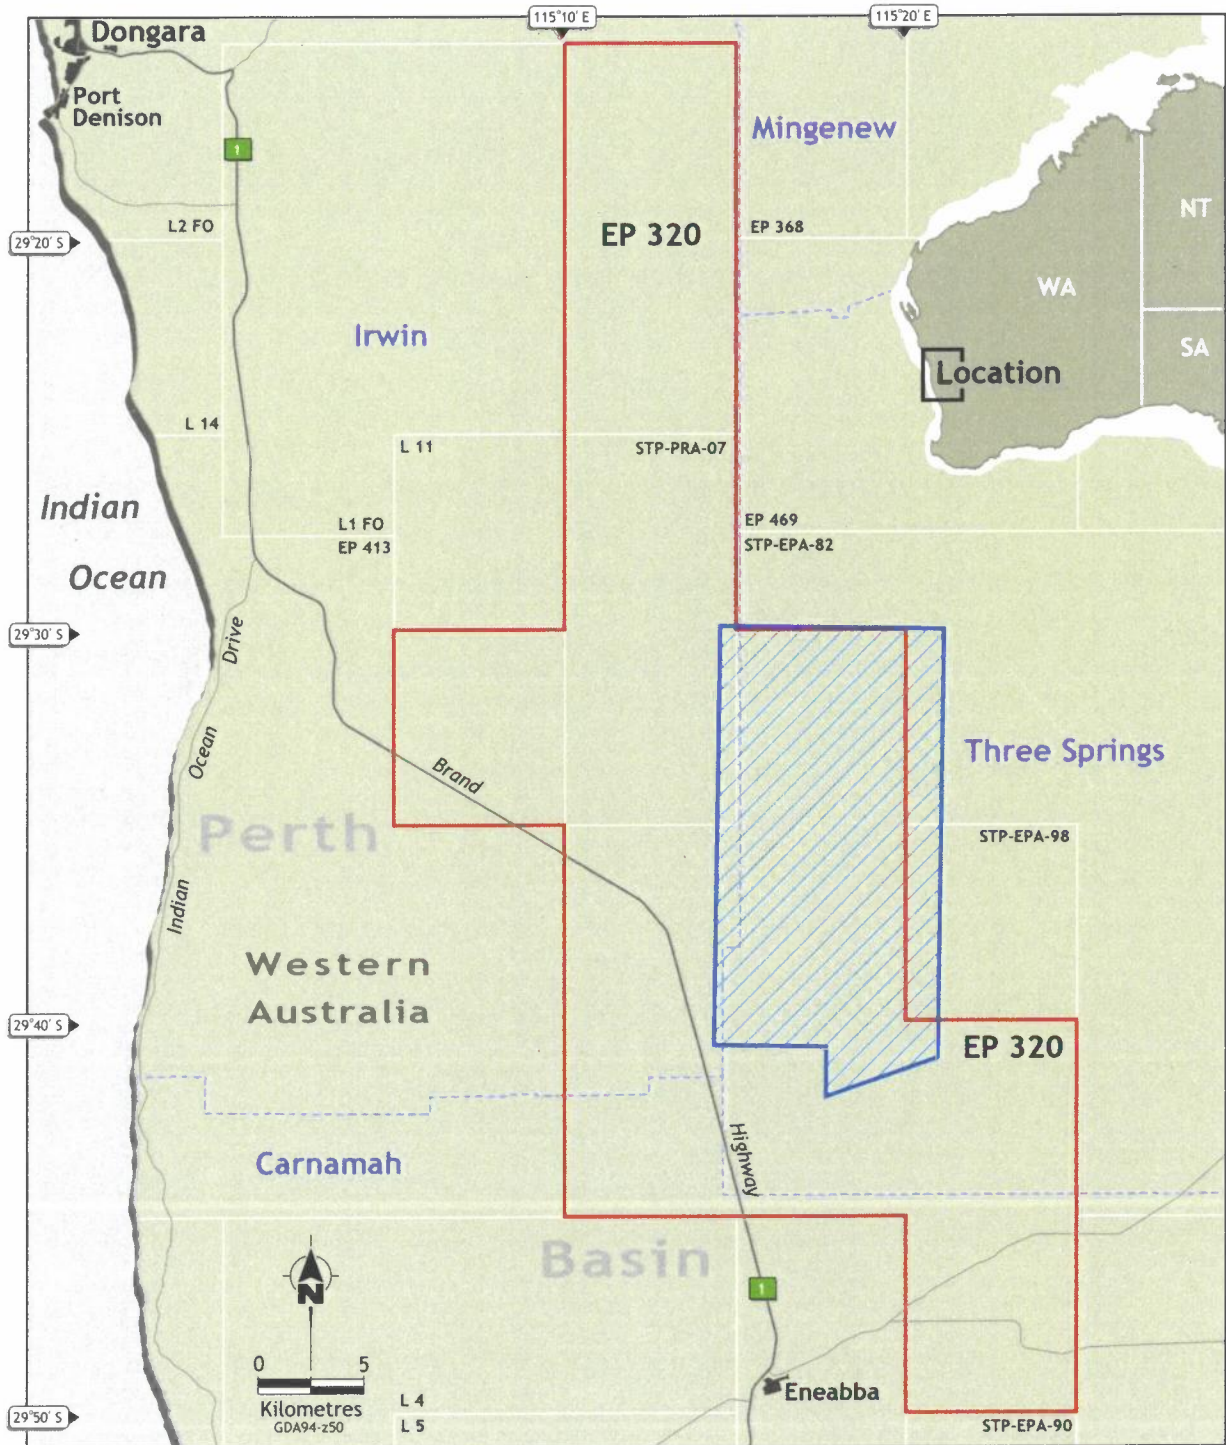 115°10' E
115°20' E
Dongara
Port
Denison
1
Mingenew
L2 FO
EP 320
EP 368
NT
29°20' S
WA
Irwin
SA
Location
L 14
L 11
STP-PRA-07
Indian
Ocean
L1 FO
EP 413
EP 469
STP-EPA-82
29°30' S
Drive
Ocean
Indian
Brand
Three Springs
Perth
STP-EPA-98
Western
Australia
29°40' S
EP 320
Highway
Carnamah
Basin
1
N
0 5
Kilometres
GDA94-z50
L 4
L 5
Eneabba
29°50' S
STP-EPA-90